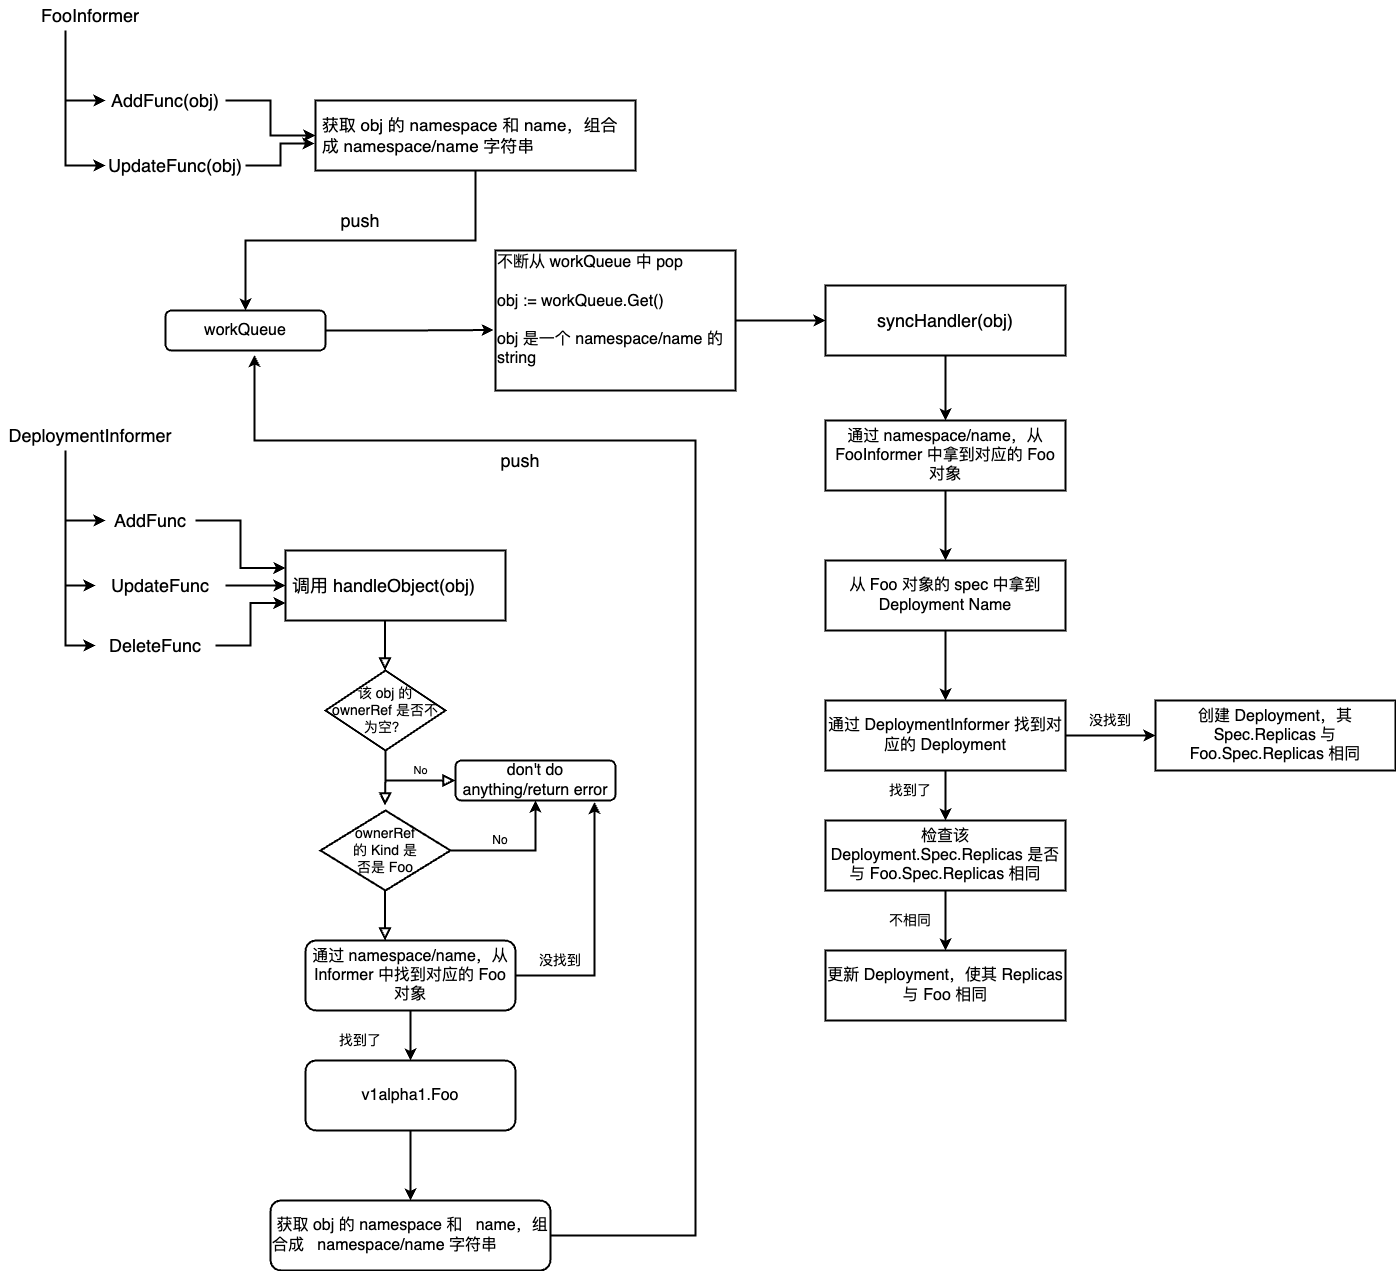 FooInformer
AddFunc(obj)
UpdateFunc(obj)
获取 obj 的 namespace 和 name，组合
成 namespace/name 字符串
push
workQueue
不断从 workQueue 中 pop
obj := workQueue.Get()
obj 是一个 namespace/name 的
string
syncHandler(obj)
通过 namespace/name，从
FooInformer 中拿到对应的 Foo
对象
从 Foo 对象的 spec 中拿到
Deployment Name
通过 DeploymentInformer 找到对
应的 Deployment
没找到
创建 Deployment，其
Spec.Replicas 与
Foo.Spec.Replicas 相同
找到了
检查该
Deployment.Spec.Replicas 是否
与 Foo.Spec.Replicas 相同
不相同
更新 Deployment，使其 Replicas
与 Foo 相同
DeploymentInformer
push
AddFunc
UpdateFunc
DeleteFunc
调用 handleObject(obj)
该 obj 的
ownerRef 是否不
为空?
No
don't do
anything/return error
ownerRef
的 Kind 是
否是 Foo
No
通过 namespace/name，从
Informer 中找到对应的 Foo
对象
没找到
找到了
v1alpha1.Foo
获取 obj 的 namespace 和 name，组
合成 namespace/name 字符串